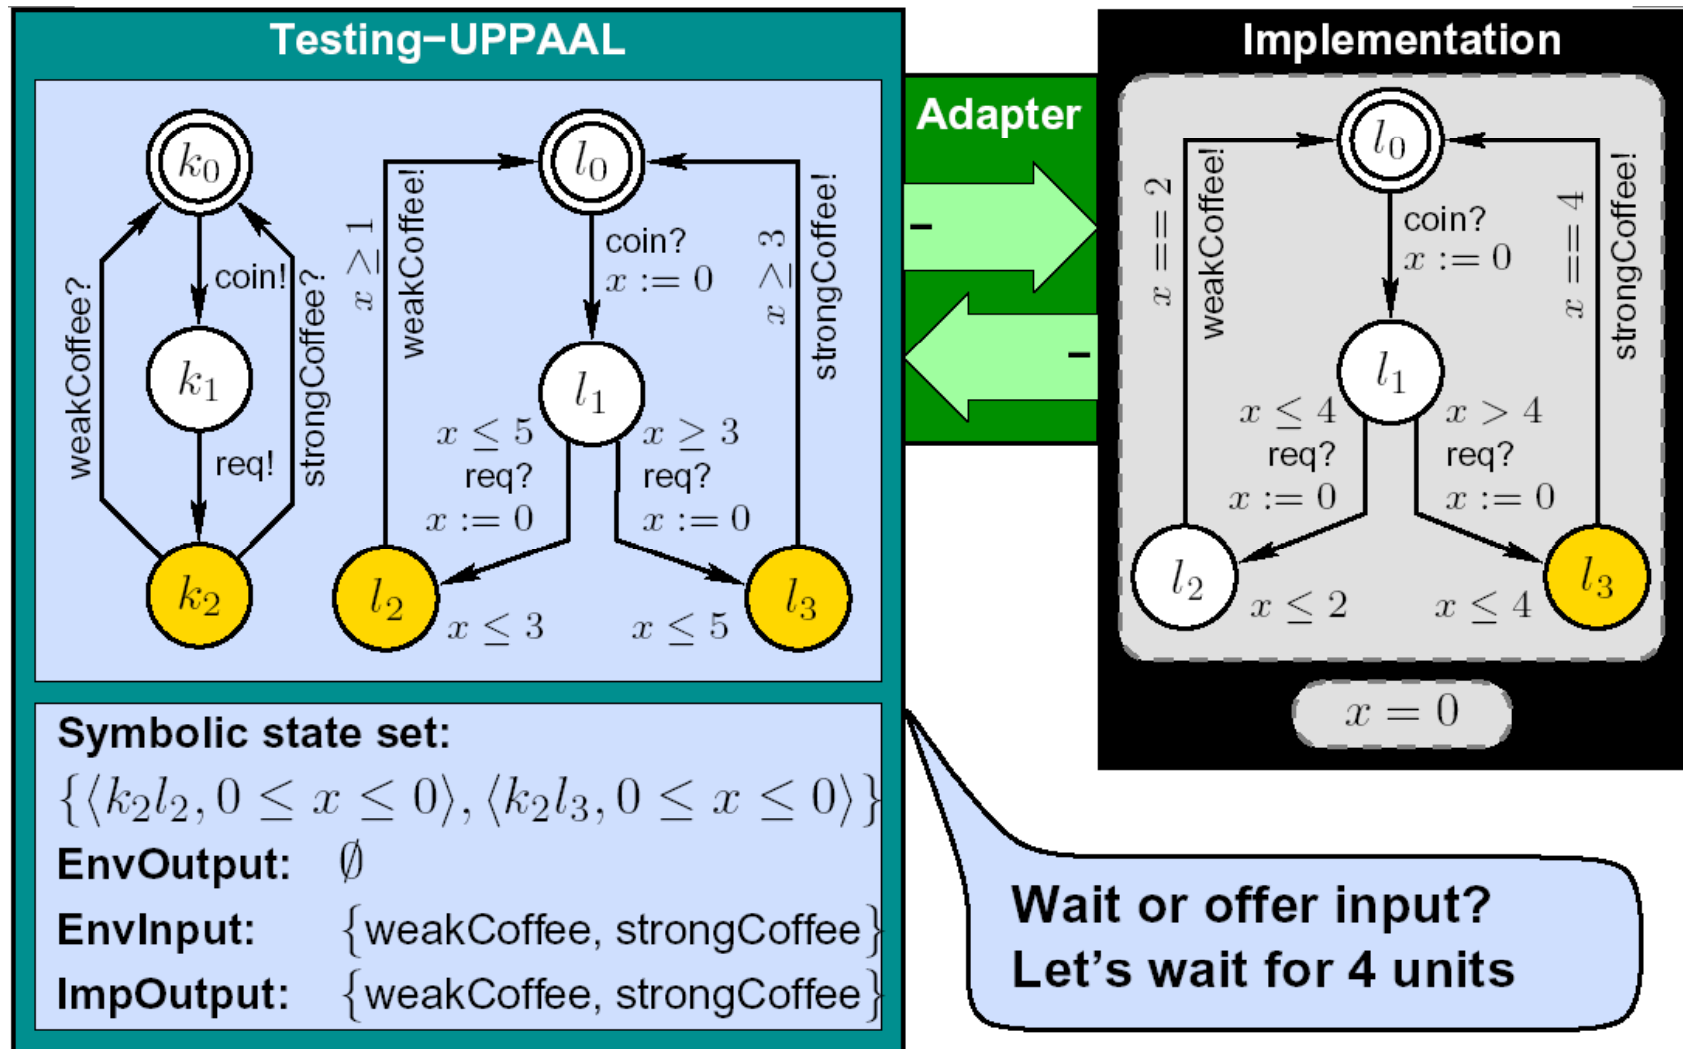 Testing−UPPAAL
k₀
coin!
k₁
req!
k₂
weakCoffee?
strongCoffee?
l₀
coin?
x := 0
l₁
x ≤ 5
req?
x := 0
x ≥ 3
req?
x := 0
l₂
x ≤ 3
l₃
x ≤ 5
x ≥ 1
weakCoffee!
x ≥ 3
strongCoffee!
Symbolic state set:
{⟨k₂l₂, 0 ≤ x ≤ 0⟩, ⟨k₂l₃, 0 ≤ x ≤ 0⟩}
EnvOutput: ∅
EnvInput: {weakCoffee, strongCoffee}
ImpOutput: {weakCoffee, strongCoffee}
Adapter
−
−
Implementation
l₀
coin?
x := 0
l₁
x ≤ 4
req?
x := 0
x > 4
req?
x := 0
l₂
x ≤ 2
l₃
x ≤ 4
x == 2
weakCoffee!
x == 4
strongCoffee!
x = 0
Wait or offer input?
Let's wait for 4 units